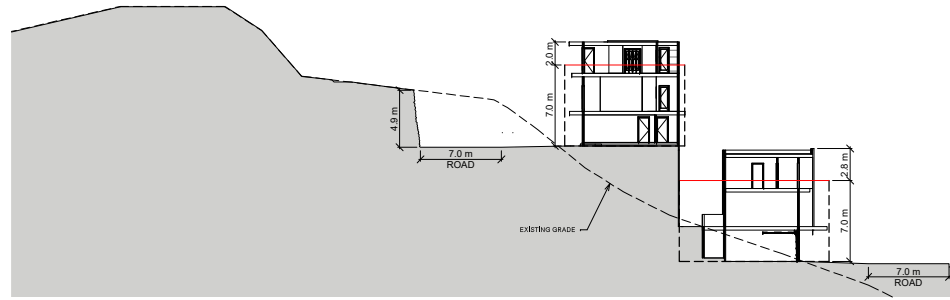 2.0 m
7.0 m
4.9 m
7.0 m
ROAD
EXISTING GRADE
2.8 m
7.0 m
7.0 m
ROAD